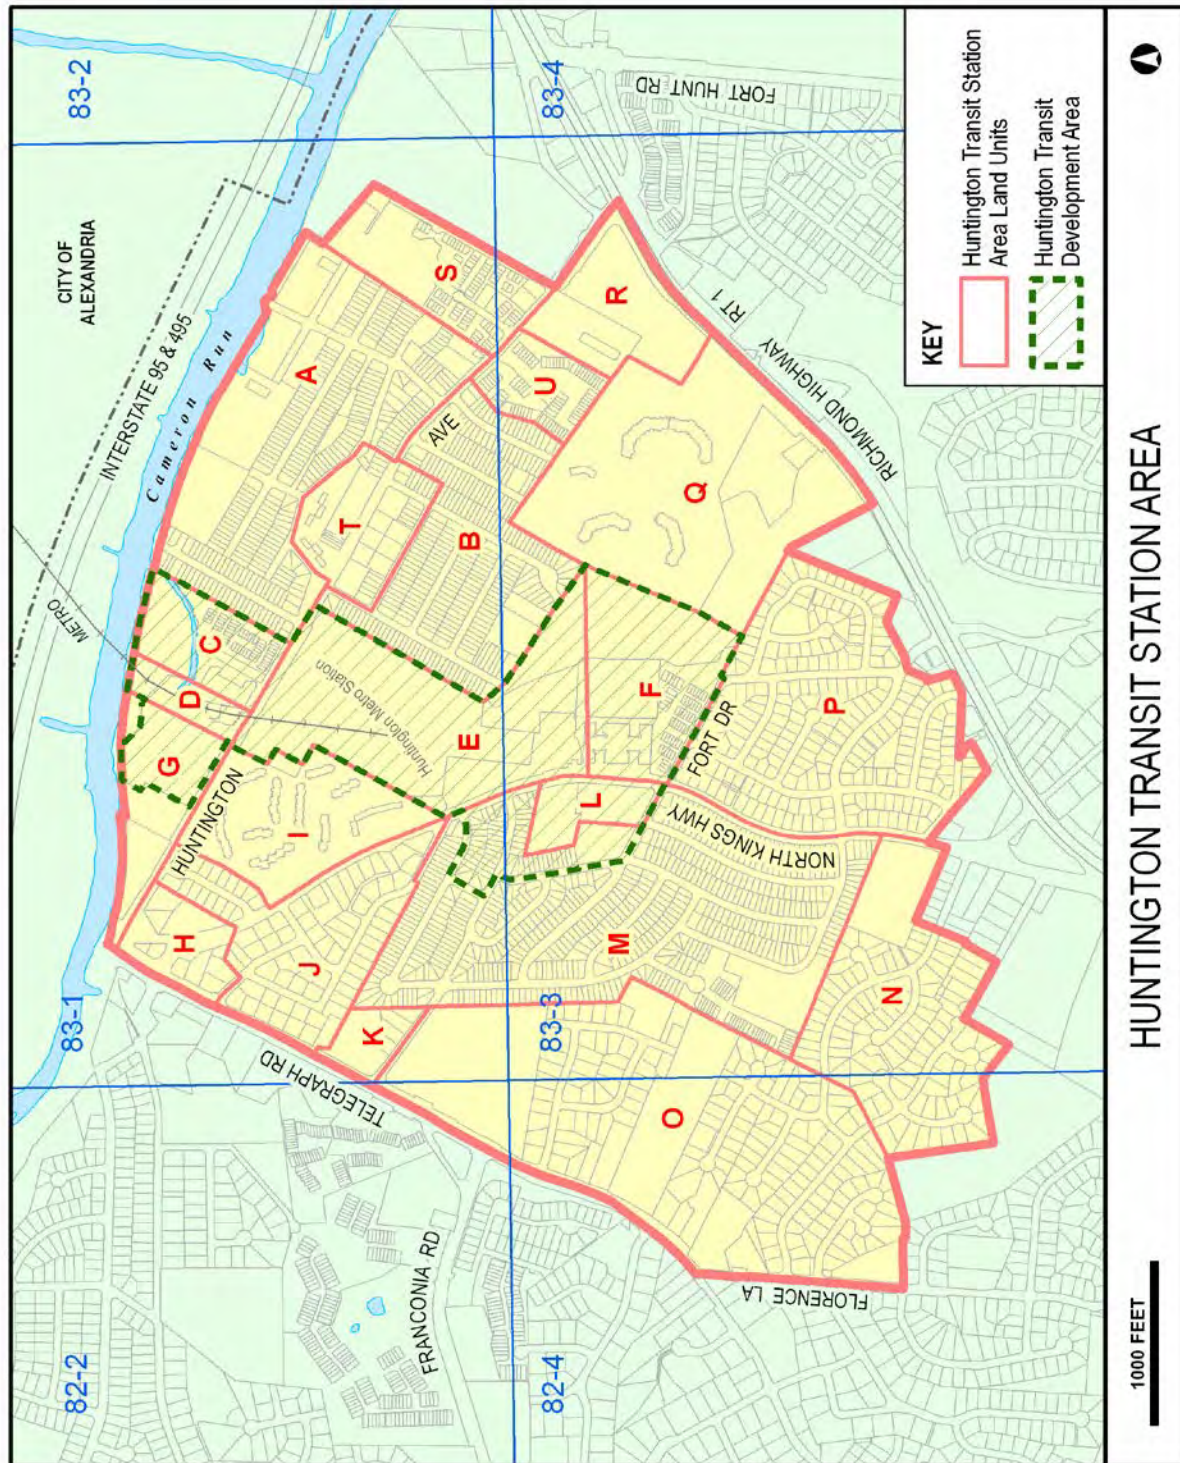 82-2
83-1
83-2
CITY OF
ALEXANDRIA
INTERSTATE 95 & 495
Cameron Run
METRO
A
S
T
C
D
G
HUNTINGTON
H
I
J
K
TELEGRAPH RD
FRANCONIA RD
Huntington Metro Station
AVE
B
E
U
R
82-4
83-3
83-4
FORT HUNT RD
RT 1
RICHMOND HIGHWAY
Q
F
L
FORT DR
NORTH KINGS HWY
M
O
P
N
FLORENCE LA
KEY
Huntington Transit Station
Area Land Units
Huntington Transit
Development Area
1000 FEET
HUNTINGTON TRANSIT STATION AREA